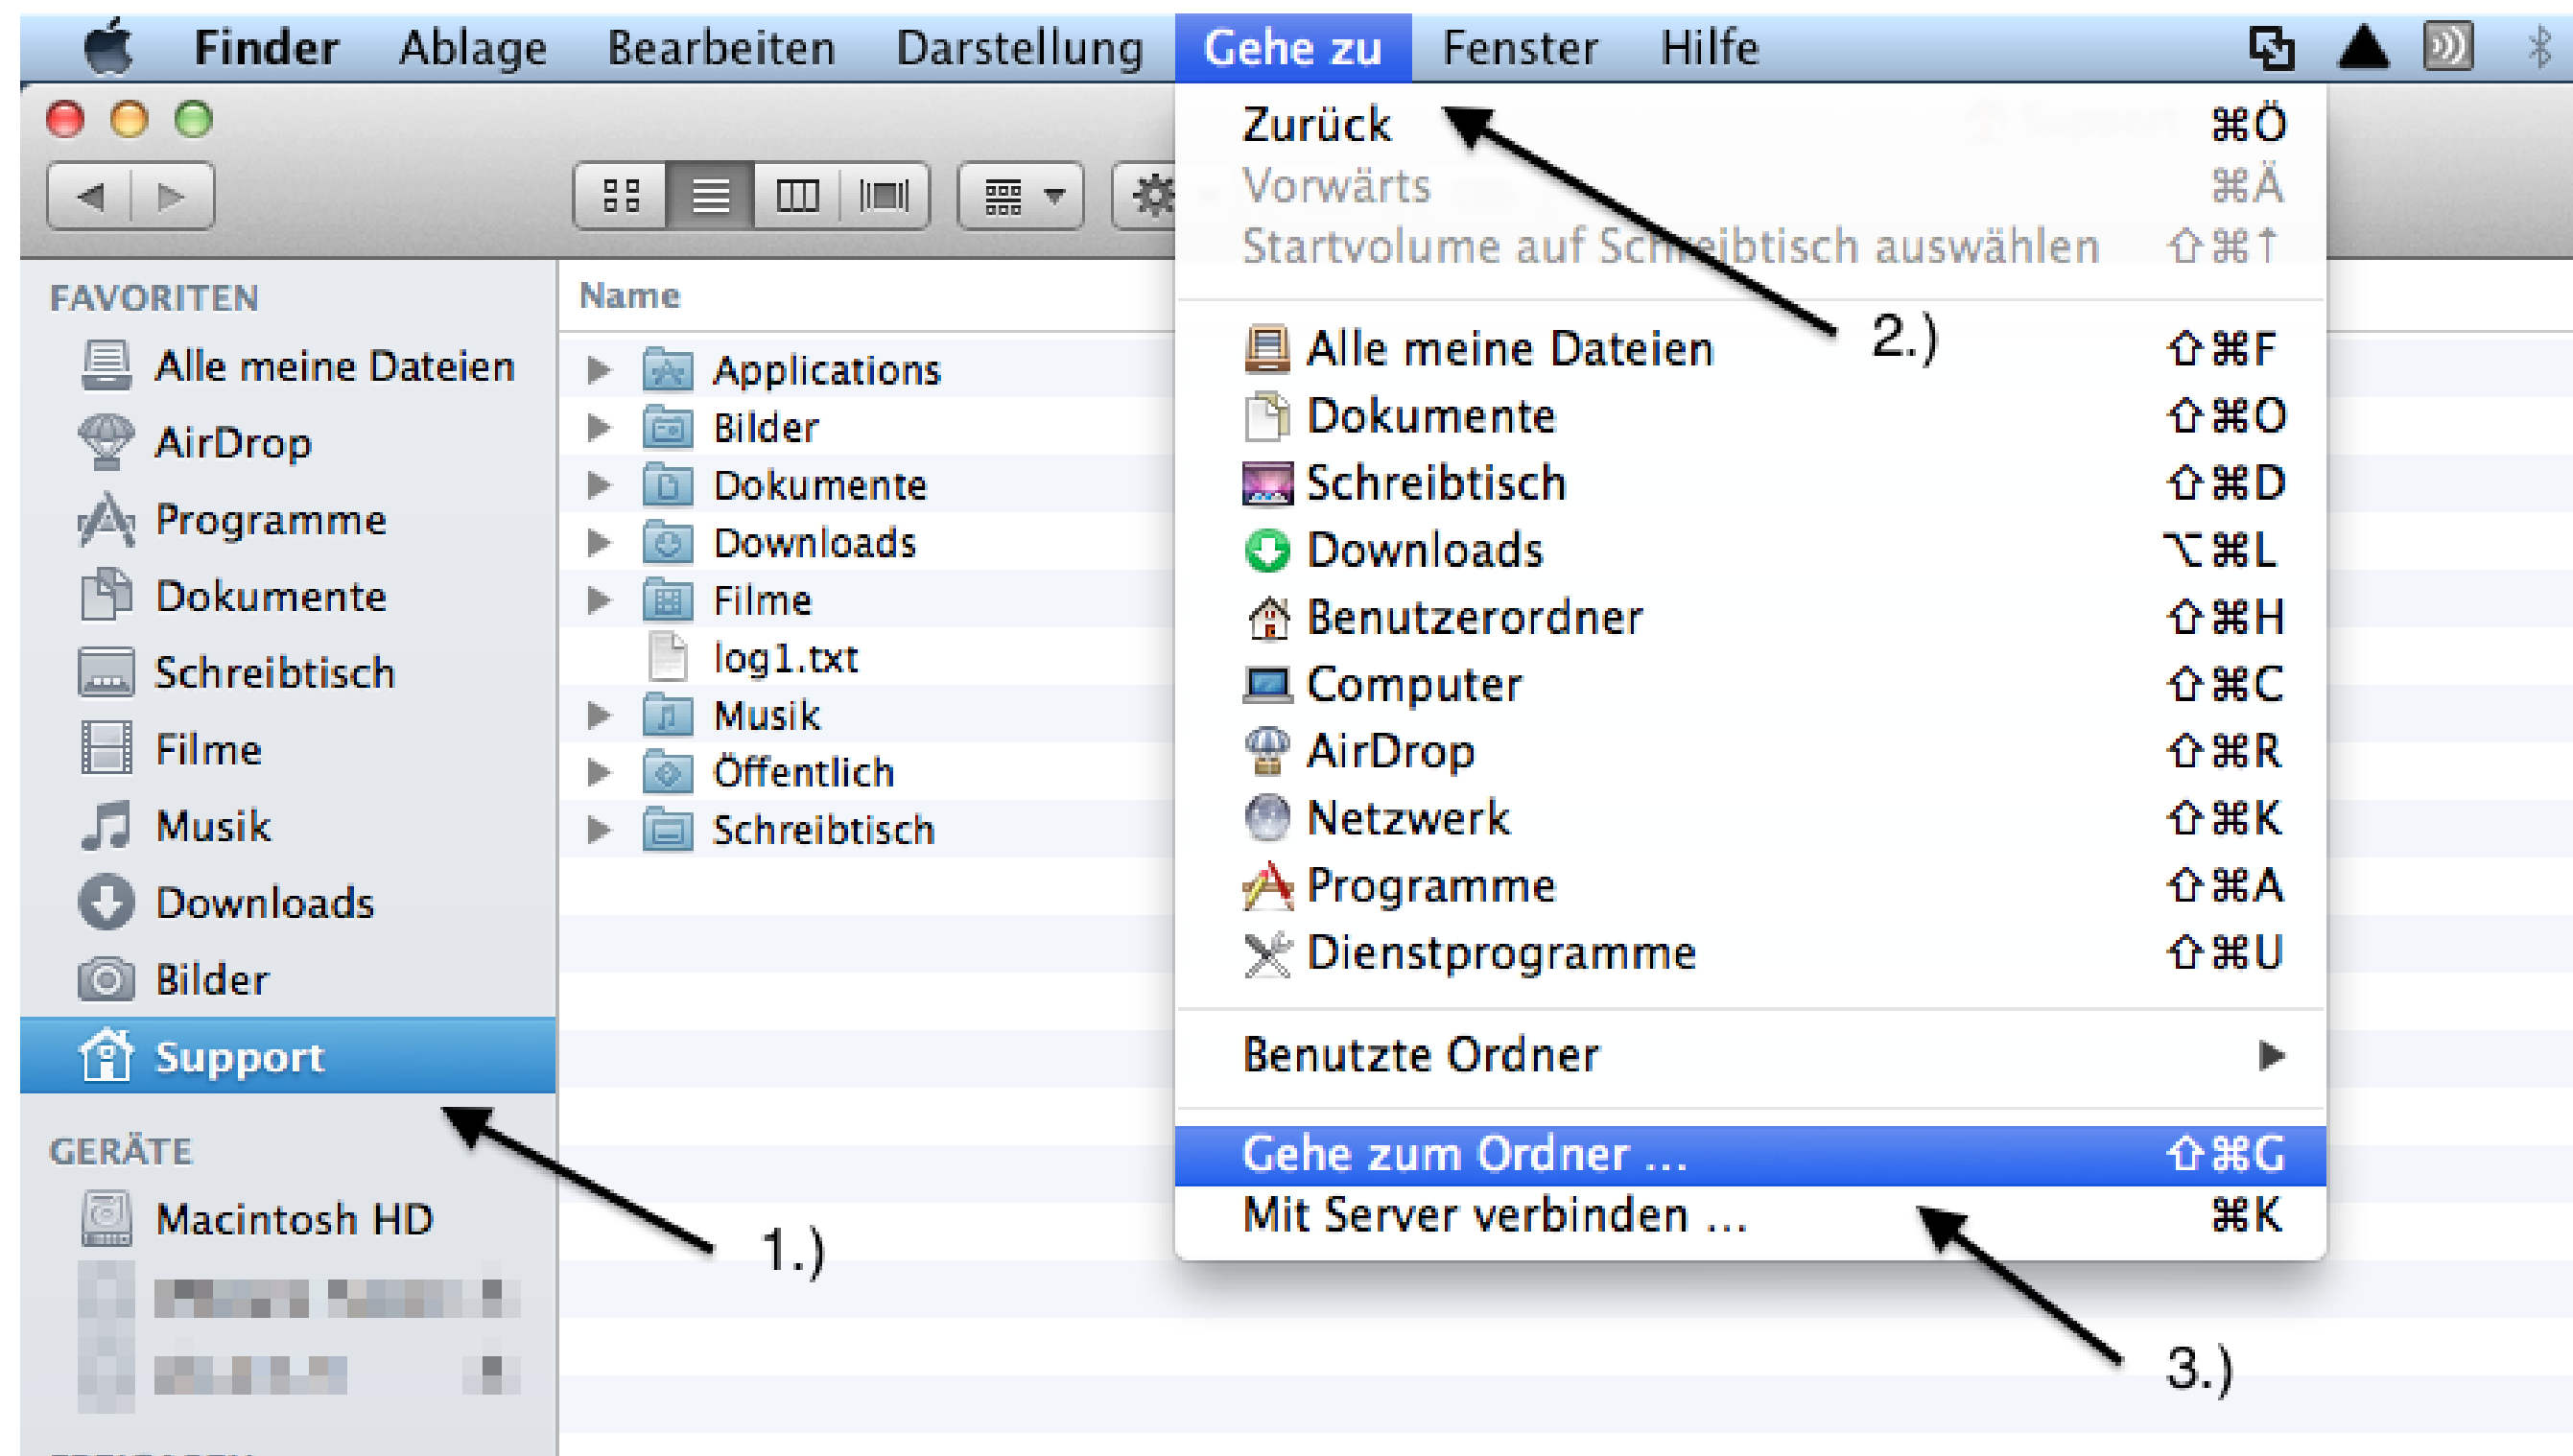 Finder Ablage Bearbeiten Darstellung Gehe zu Fenster Hilfe
FAVORITEN
Alle meine Dateien
AirDrop
Programme
Dokumente
Schreibtisch
Filme
Musik
Downloads
Bilder
Support
GERÄTE
Macintosh HD
1.)
Name
Applications
Bilder
Dokumente
Downloads
Filme
log1.txt
Musik
Öffentlich
Schreibtisch
Zurück ⌘Ö
Vorwärts ⌘Ä
Startvolume auf Schreibtisch auswählen ⇧⌘↑
2.)
Alle meine Dateien ⇧⌘F
Dokumente ⇧⌘O
Schreibtisch ⇧⌘D
Downloads ⌥⌘L
Benutzerordner ⇧⌘H
Computer ⇧⌘C
AirDrop ⇧⌘R
Netzwerk ⇧⌘K
Programme ⇧⌘A
Dienstprogramme ⇧⌘U
Benutzte Ordner
Gehe zum Ordner ... ⇧⌘G
Mit Server verbinden ... ⌘K
3.)